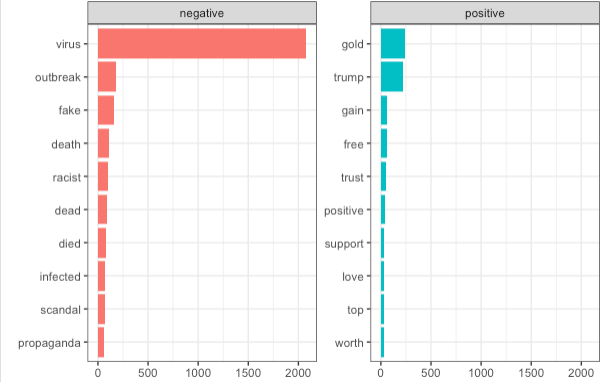 negative
virus
outbreak
fake
death
racist
dead
died
infected
scandal
propaganda
0 500 1000 1500 2000
positive
gold
trump
gain
free
trust
positive
support
love
top
worth
0 500 1000 1500 2000